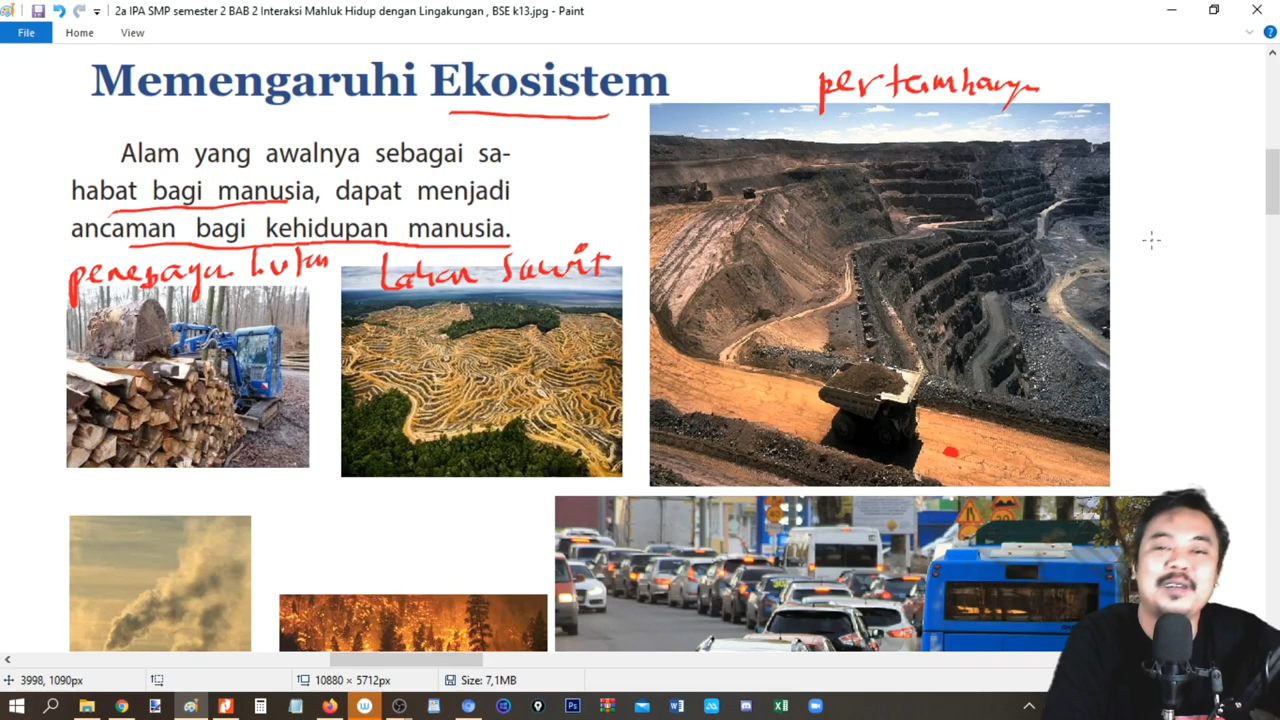 2a IPA SMP semester 2 BAB 2 Interaksi Mahluk Hidup dengan Lingakungan , BSE k13.jpg - Paint
File Home View
Memengaruhi Ekosistem
pertambangan
Alam yang awalnya sebagai sa-
habat bagi manusia, dapat menjadi
ancaman bagi kehidupan manusia.
hutan Lahan sawit
3998, 1090px 10880 × 5712px Size: 7,1MB